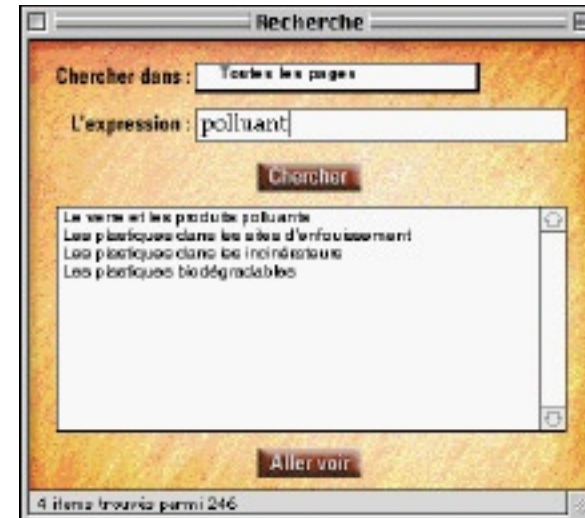 Recherche
Chercher dans : Toutes les pages
L'expression : polluant
Chercher
Le verre et les produits polluants
Les plastiques dans les sites d'enfouissement
Les plastiques dans les incinérateurs
Les plastiques biodégradables
Aller voir
4 items trouvés parmi 246